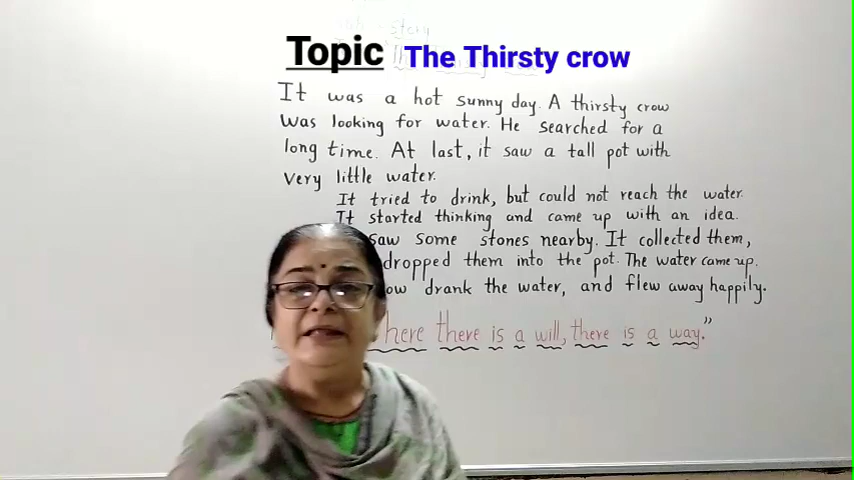 Topic The Thirsty crow
It was a hot sunny day. A thirsty crow
was looking for water. He searched for a
long time. At last, it saw a tall pot with
very little water.
It tried to drink, but could not reach the water.
It started thinking and came up with an idea.
saw some stones nearby. It collected them,
dropped them into the pot. The water came up.
drank the water, and flew away happily.
there is a will, there is a way."